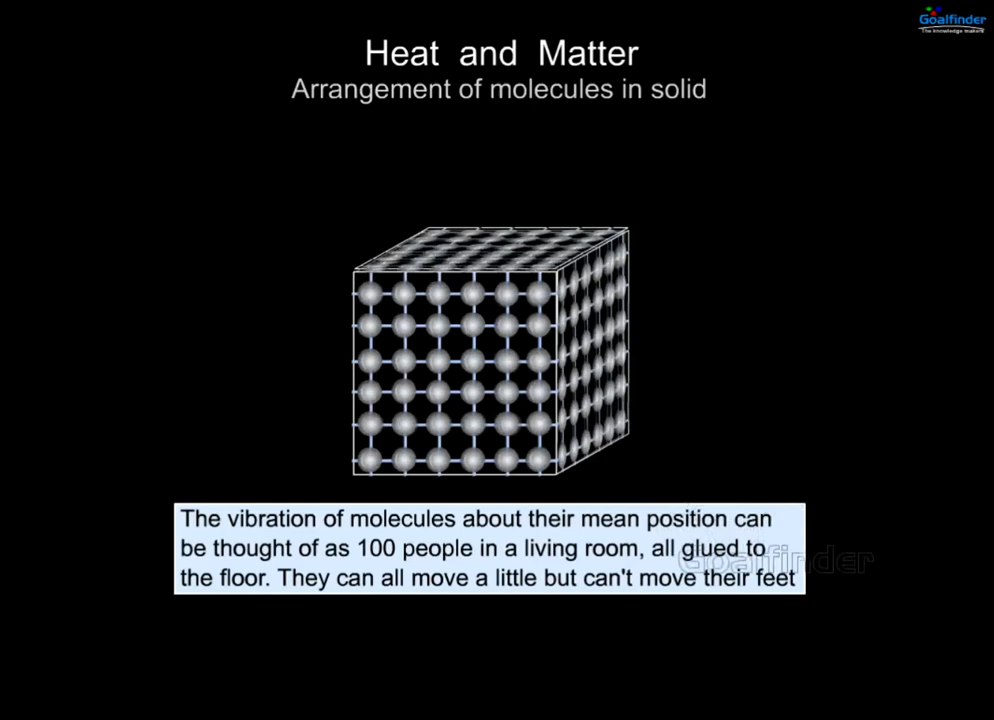 Goalfinder
The knowledge makers
Heat and Matter
Arrangement of molecules in solid
The vibration of molecules about their mean position can
be thought of as 100 people in a living room, all glued to
the floor. They can all move a little but can't move their feet
Goalfinder